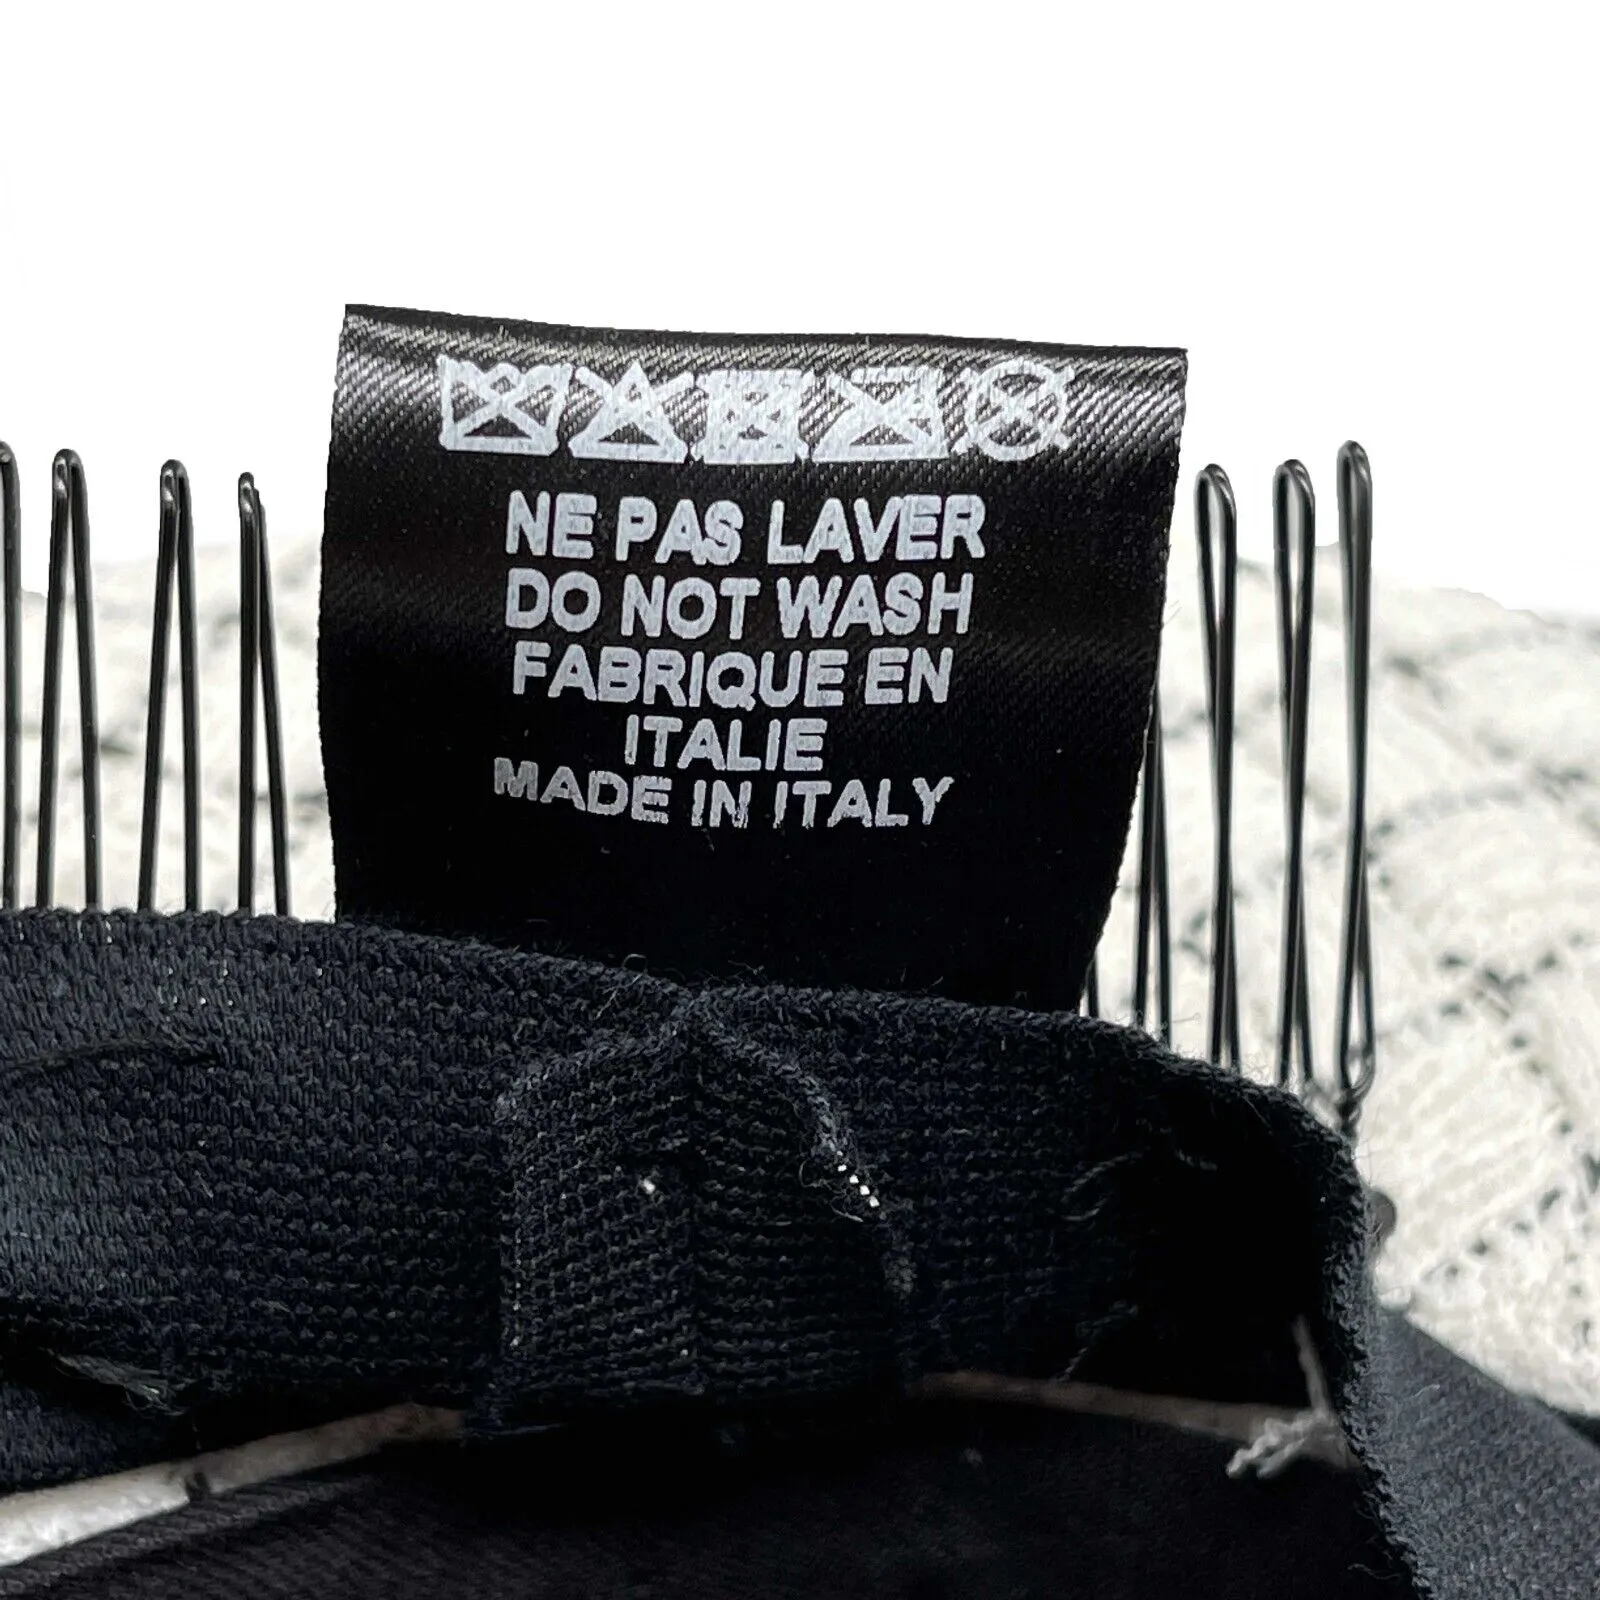 NE PAS LAVER
DO NOT WASH
FABRIQUE EN
ITALIE
MADE IN ITALY